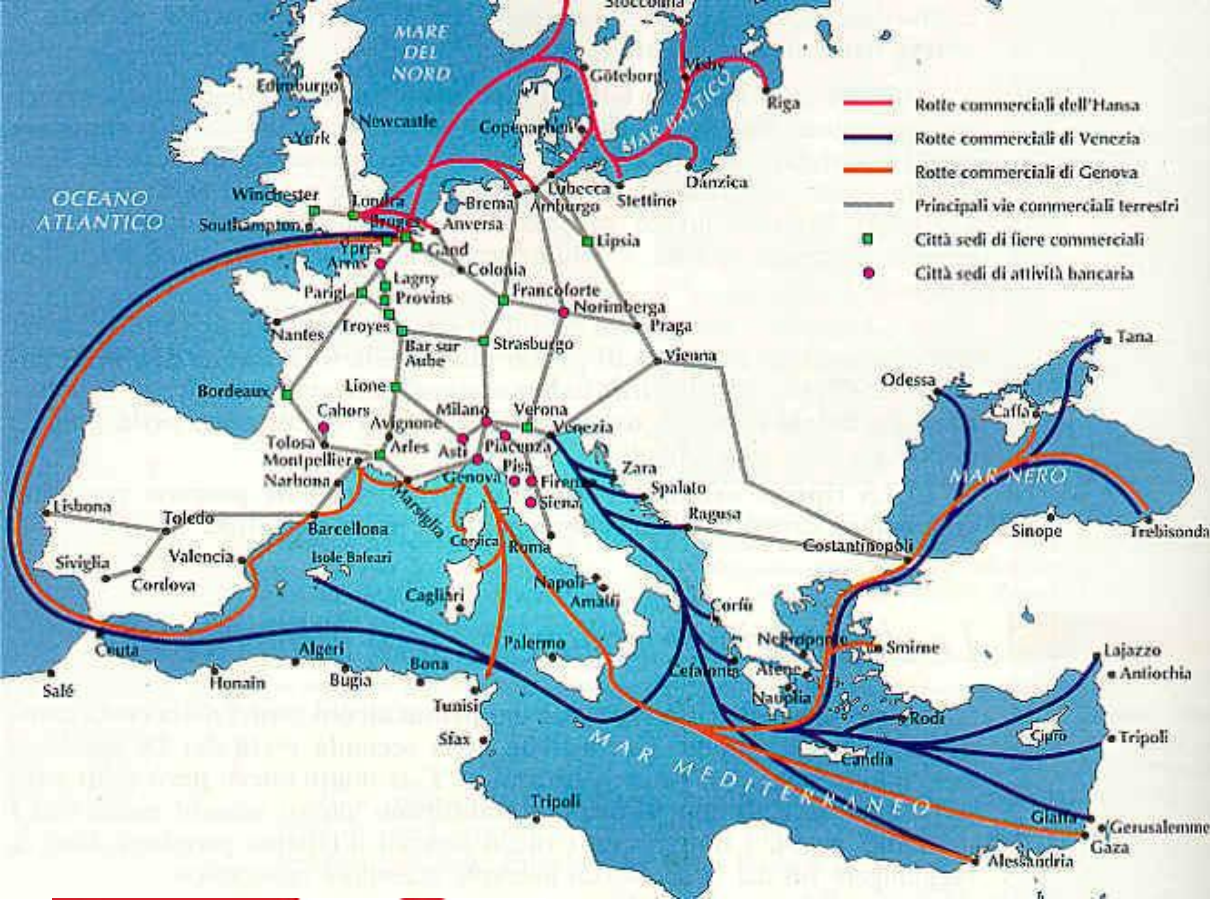 Stoccolma
MARE
DEL
NORD
Göteborg
Visby
Riga
Edimburgo
Newcastle
Copenaghen
MAR BALTICO
York
Danzica
Winchester
Londra
Lubecca
Brema
Amburgo
Stettino
OCEANO
ATLANTICO
Southampton
Bruges
Anversa
Ypres
Gand
Lipsia
Arras
Colonia
Lagny
Parigi
Provins
Francoforte
Norimberga
Nantes
Troyes
Praga
Bar sur
Aube
Strasburgo
Vienna
Tana
Bordeaux
Lione
Odessa
Cahors
Milano
Verona
Caffa
Avignone
Venezia
Tolosa
Arles
Asti
Piacenza
Montpellier
Pisa
Narbona
Genova
Firenze
Zara
MAR NERO
Marsiglia
Siena
Spalato
Lisbona
Toledo
Barcellona
Ragusa
Sinope
Trebisonda
Corsica
Roma
Costantinopoli
Siviglia
Valencia
Isole Baleari
Cordova
Napoli
Amalfi
Cagliari
Corfù
Negroponte
Ceuta
Algeri
Palermo
Smirne
Lajazzo
Bona
Cefalonia
Atene
Antiochia
Salé
Honain
Bugia
Nauplia
Tunisi
Rodi
Cipro
Tripoli
Sfax
Candia
MAR MEDITERRANEO
Tripoli
Giaffa
Gerusalemme
Gaza
Alessandria
Rotte commerciali dell'Hansa
Rotte commerciali di Venezia
Rotte commerciali di Genova
Principali vie commerciali terrestri
Città sedi di fiere commerciali
Città sedi di attività bancaria